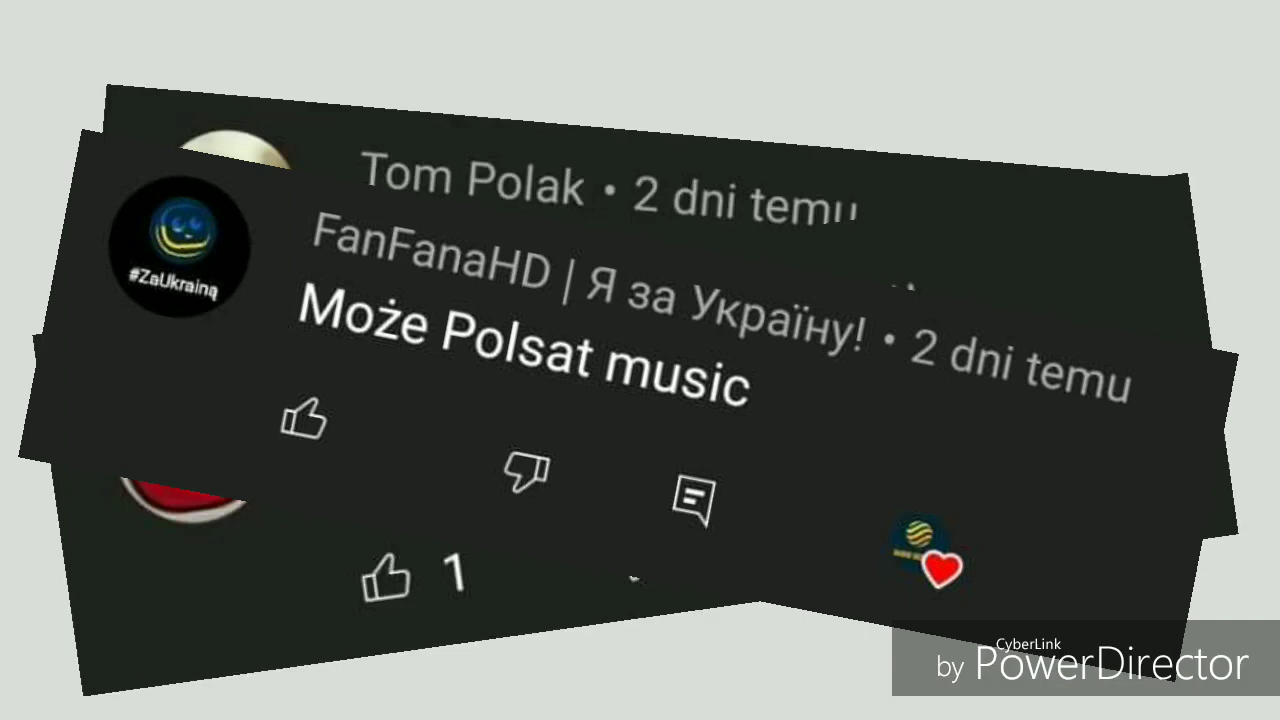 Tom Polak • 2 dni temu
FanFanaHD | Я за Україну! • 2 dni temu
#ZaUkrainą
Może Polsat music
1
CyberLink
by PowerDirector